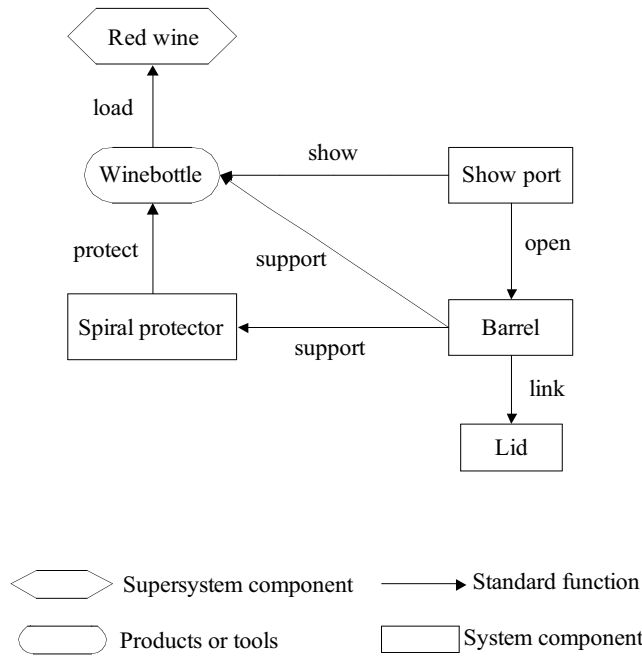 Red wine
load
Winebottle
show
Show port
protect
support
open
Spiral protector
support
Barrel
link
Lid
Supersystem component
Standard function
Products or tools
System component